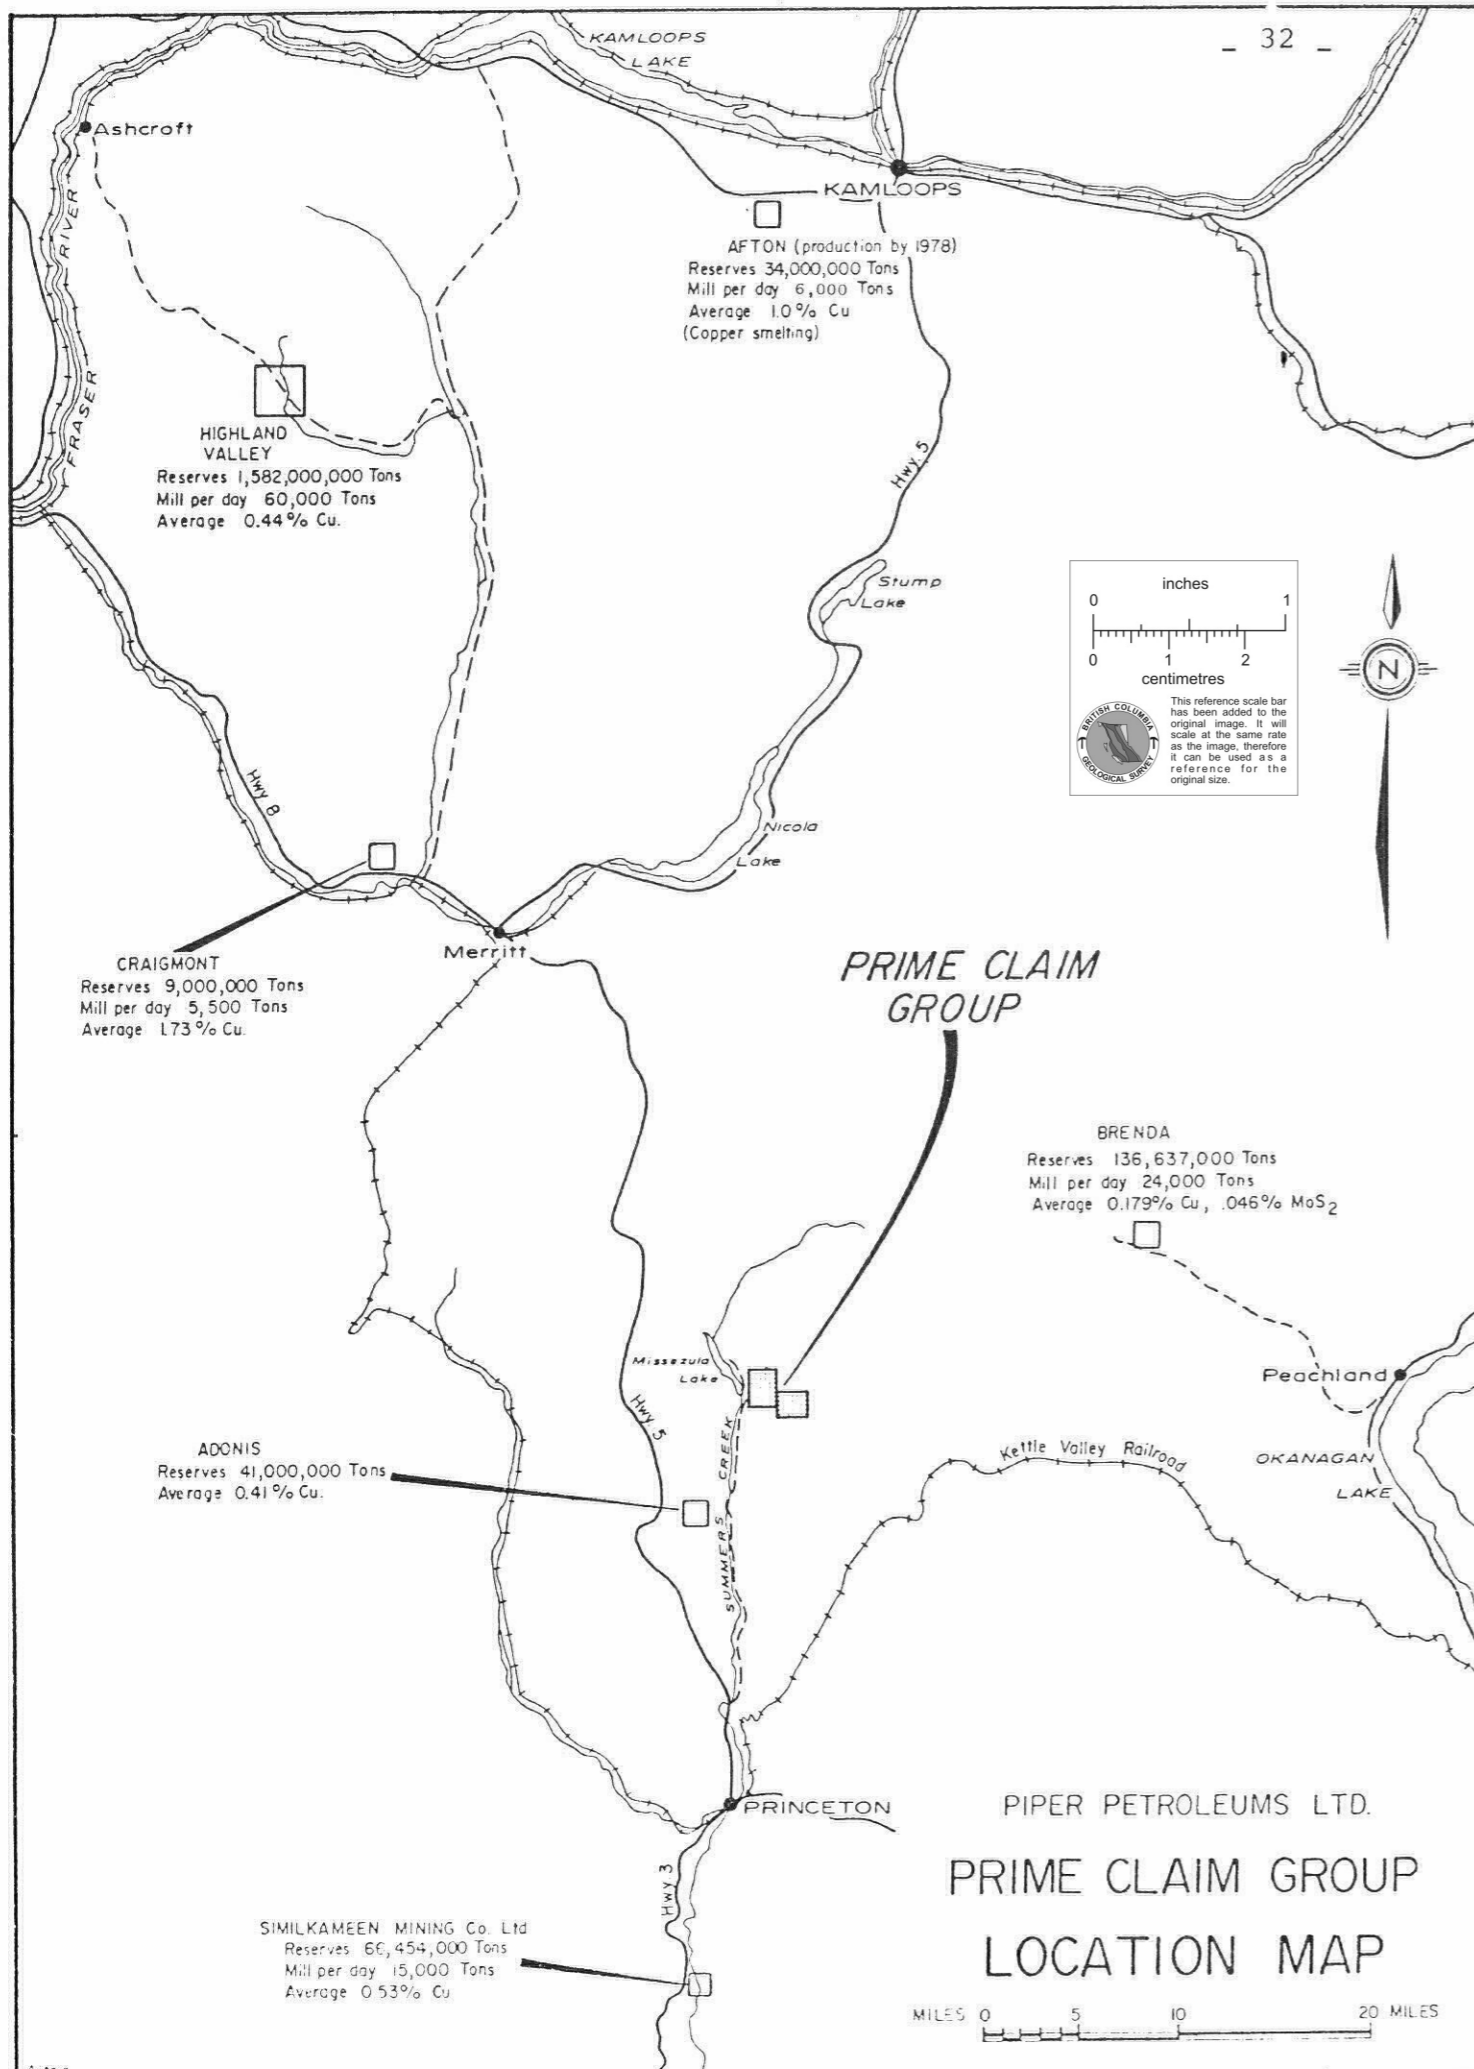 - 32 -
KAMLOOPS
LAKE
Ashcroft
KAMLOOPS
RIVER
FRASER
AFTON (production by 1978)
Reserves 34,000,000 Tons
Mill per day 6,000 Tons
Average 1.0% Cu
(Copper smelting)
HIGHLAND
VALLEY
Reserves 1,582,000,000 Tons
Mill per day 60,000 Tons
Average 0.44% Cu.
Hwy. 5
Stump
Lake
inches
0 1
0 1 2
centimetres
BRITISH COLUMBIA
GEOLOGICAL SURVEY
This reference scale bar
has been added to the
original image. It will
scale at the same rate
as the image, therefore
it can be used as a
reference for the
original size.
N
Hwy 8
Nicola
Lake
Merritt
CRAIGMONT
Reserves 9,000,000 Tons
Mill per day 5,500 Tons
Average 1.73% Cu.
PRIME CLAIM
GROUP
BRENDA
Reserves 136,637,000 Tons
Mill per day 24,000 Tons
Average 0.179% Cu, .046% MoS2
Missezula
Lake
Peachland
Hwy. 5
SUMMERS CREEK
Kettle Valley Railroad
OKANAGAN
LAKE
ADONIS
Reserves 41,000,000 Tons
Average 0.41% Cu.
PRINCETON
Hwy 3
SIMILKAMEEN MINING Co. Ltd
Reserves 454,000 Tons
Mill per day 15,000 Tons
Average 0.53% Cu
PIPER PETROLEUMS LTD.
PRIME CLAIM GROUP
LOCATION MAP
MILES 0 5 10 20 MILES